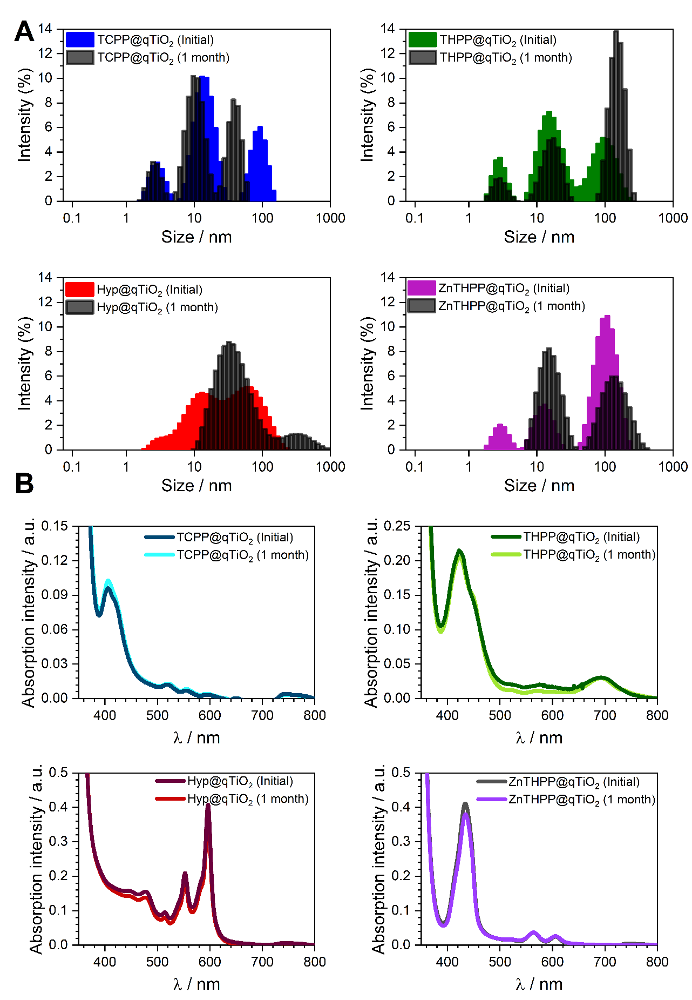 A
14
12
10
8
6
4
2
0
Intensity (%)
TCPP@qTiO₂ (Initial)
TCPP@qTiO₂ (1 month)
0.1 1 10 100 1000
Size / nm
14
12
10
8
6
4
2
0
Intensity (%)
THPP@qTiO₂ (Initial)
THPP@qTiO₂ (1 month)
0.1 1 10 100 1000
Size / nm
14
12
10
8
6
4
2
0
Intensity (%)
Hyp@qTiO₂ (Initial)
Hyp@qTiO₂ (1 month)
0.1 1 10 100 1000
Size / nm
14
12
10
8
6
4
2
0
Intensity (%)
ZnTHPP@qTiO₂ (Initial)
ZnTHPP@qTiO₂ (1 month)
0.1 1 10 100 1000
Size / nm
B
0.15
0.12
0.09
0.06
0.03
0.00
Absorption intensity / a.u.
TCPP@qTiO₂ (Initial)
TCPP@qTiO₂ (1 month)
400 500 600 700 800
λ / nm
0.25
0.20
0.15
0.10
0.05
0.00
Absorption intensity / a.u.
THPP@qTiO₂ (Initial)
THPP@qTiO₂ (1 month)
400 500 600 700 800
λ / nm
0.5
0.4
0.3
0.2
0.1
0.0
Absorption intensity / a.u.
Hyp@qTiO₂ (Initial)
Hyp@qTiO₂ (1 month)
400 500 600 700 800
λ / nm
0.5
0.4
0.3
0.2
0.1
0.0
Absorption intensity / a.u.
ZnTHPP@qTiO₂ (Initial)
ZnTHPP@qTiO₂ (1 month)
400 500 600 700 800
λ / nm